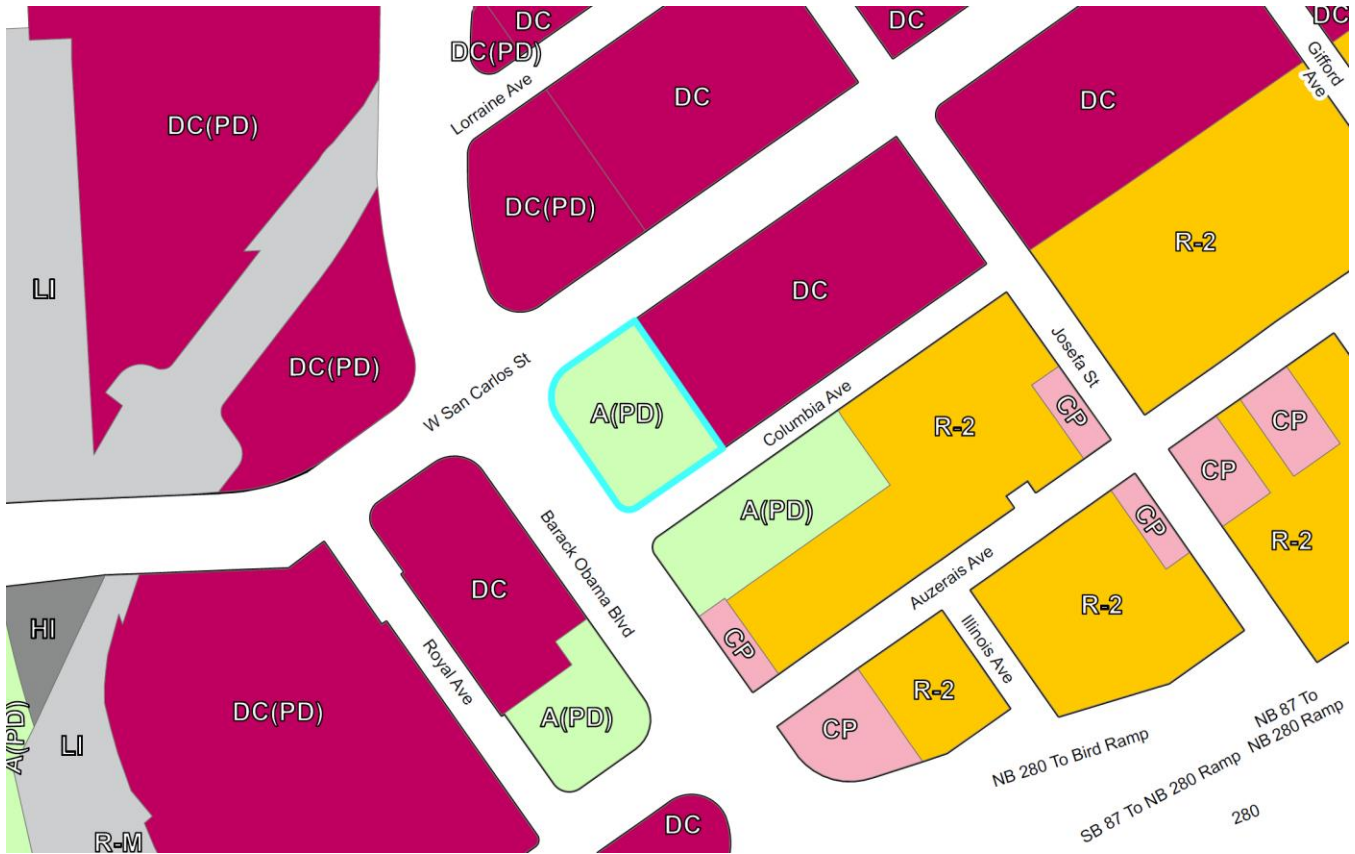 DC
DC
DC
DC(PD)
Gifford
Ave
Lorraine Ave
DC
DC
DC(PD)
DC(PD)
R-2
LI
DC
Josefa St
DC(PD)
W San Carlos St
A(PD)
Columbia Ave
CP
R-2
CP
CP
A(PD)
Barack Obama Blvd
CP
R-2
Auzerais Ave
DC
R-2
HI
Illinois Ave
CP
Royal Ave
R-2
DC(PD)
A(PD)
CP
A(PD)
LI
NB 87 To
NB 280 Ramp
NB 280 To Bird Ramp
SB 87 To NB 280 Ramp
280
DC
R-M